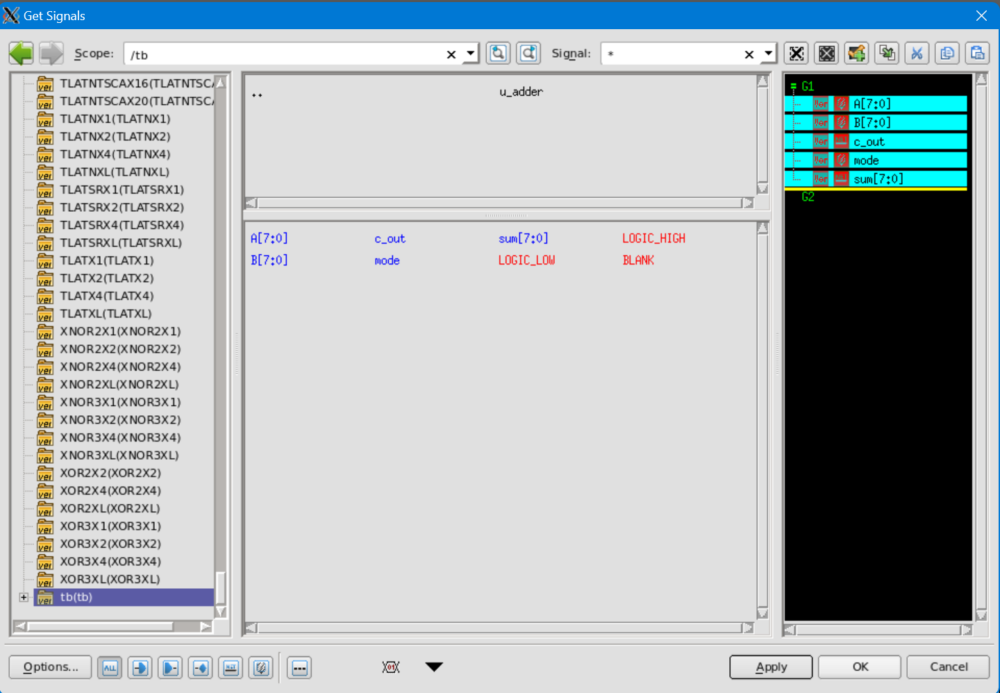 Get Signals
Scope: /tb Signal: *
TLATNTSCAX16(TLATNTSCA
TLATNTSCAX20(TLATNTSCA
TLATNX1(TLATNX1)
TLATNX2(TLATNX2)
TLATNX4(TLATNX4)
TLATNXL(TLATNXL)
TLATSRX1(TLATSRX1)
TLATSRX2(TLATSRX2)
TLATSRX4(TLATSRX4)
TLATSRXL(TLATSRXL)
TLATX1(TLATX1)
TLATX2(TLATX2)
TLATX4(TLATX4)
TLATXL(TLATXL)
XNOR2X1(XNOR2X1)
XNOR2X2(XNOR2X2)
XNOR2X4(XNOR2X4)
XNOR2XL(XNOR2XL)
XNOR3X1(XNOR3X1)
XNOR3X2(XNOR3X2)
XNOR3X4(XNOR3X4)
XNOR3XL(XNOR3XL)
XOR2X2(XOR2X2)
XOR2X4(XOR2X4)
XOR2XL(XOR2XL)
XOR3X1(XOR3X1)
XOR3X2(XOR3X2)
XOR3X4(XOR3X4)
XOR3XL(XOR3XL)
tb(tb)
.. u_adder
A[7:0] c_out sum[7:0] LOGIC_HIGH
B[7:0] mode LOGIC_LOW BLANK
G1
A[7:0]
B[7:0]
c_out
mode
sum[7:0]
G2
Options... ALL NET Apply OK Cancel